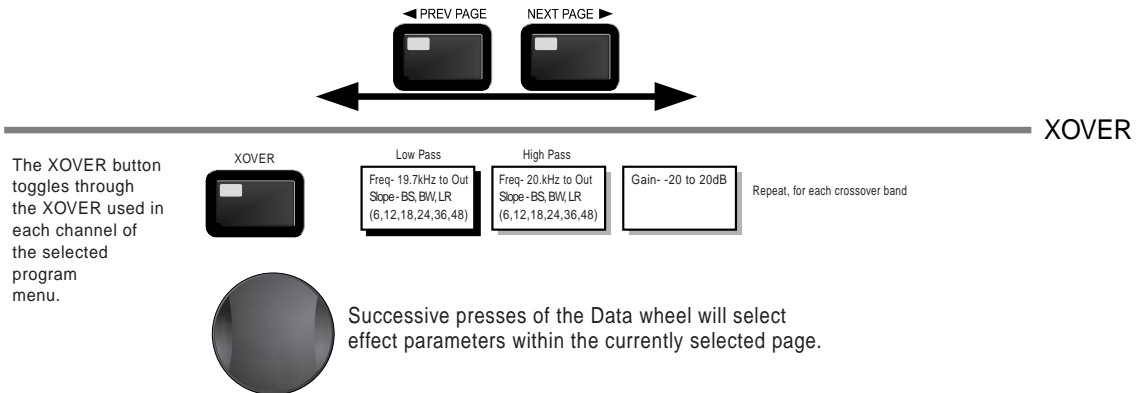 ◄ PREV PAGE NEXT PAGE ►
XOVER
The XOVER button
toggles through
the XOVER used in
each channel of
the selected
program
menu.
XOVER
Low Pass
Freq- 19.7kHz to Out
Slope - BS, BW, LR
(6,12,18,24,36,48)
High Pass
Freq- 20.kHz to Out
Slope - BS, BW, LR
(6,12,18,24,36,48)
Gain- -20 to 20dB
Repeat, for each crossover band
Successive presses of the Data wheel will select
effect parameters within the currently selected page.